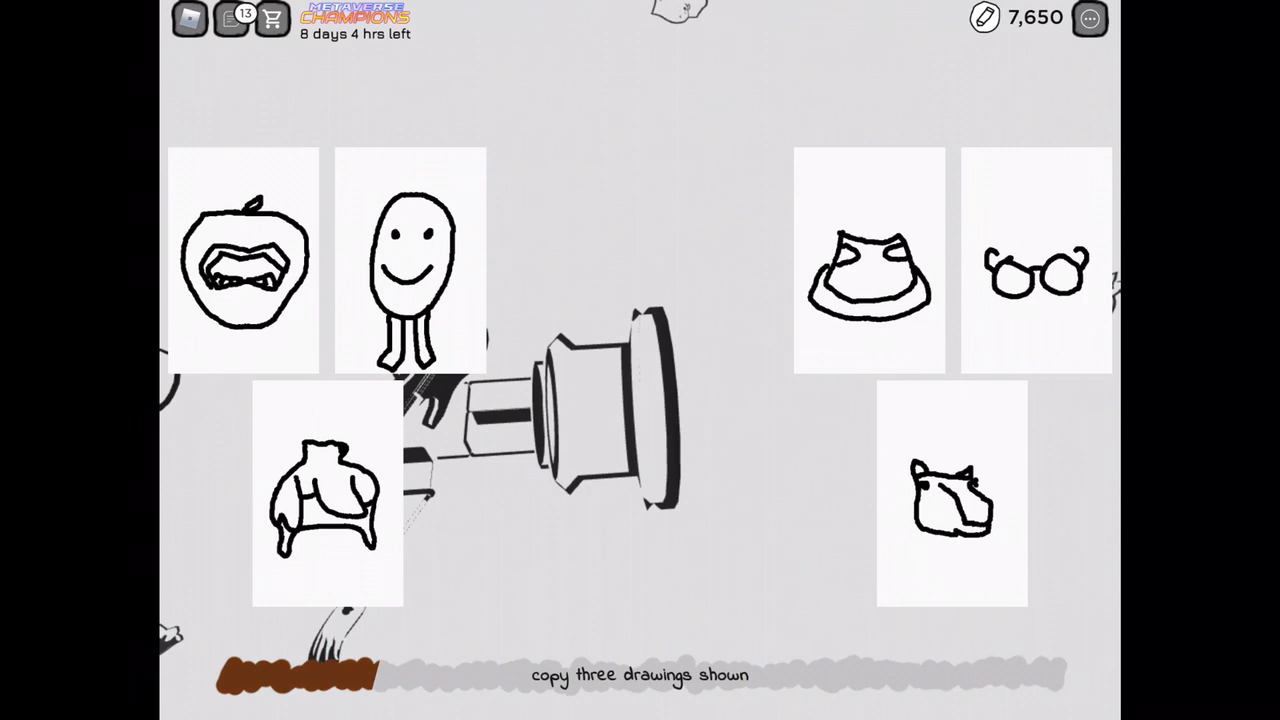 13
METAVERSE
CHAMPIONS
8 days 4 hrs left
7,650
copy three drawings shown